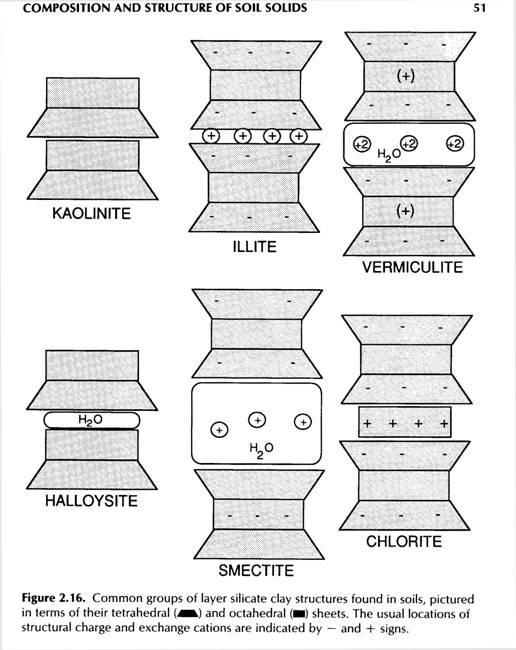 COMPOSITION AND STRUCTURE OF SOIL SOLIDS 51
- - - - - -
(+)
- - - - -
+ + + + +2 +2 +2
H2O
- - - - -
(+)
KAOLINITE
- - - - -
ILLITE
VERMICULITE
- - - -
- - - -
H2O
+ + +
H2O
+ + + +
- -
HALLOYSITE
- - -
- -
CHLORITE
SMECTITE
Figure 2.16. Common groups of layer silicate clay structures found in soils, pictured
in terms of their tetrahedral ( ) and octahedral ( ) sheets. The usual locations of
structural charge and exchange cations are indicated by − and + signs.